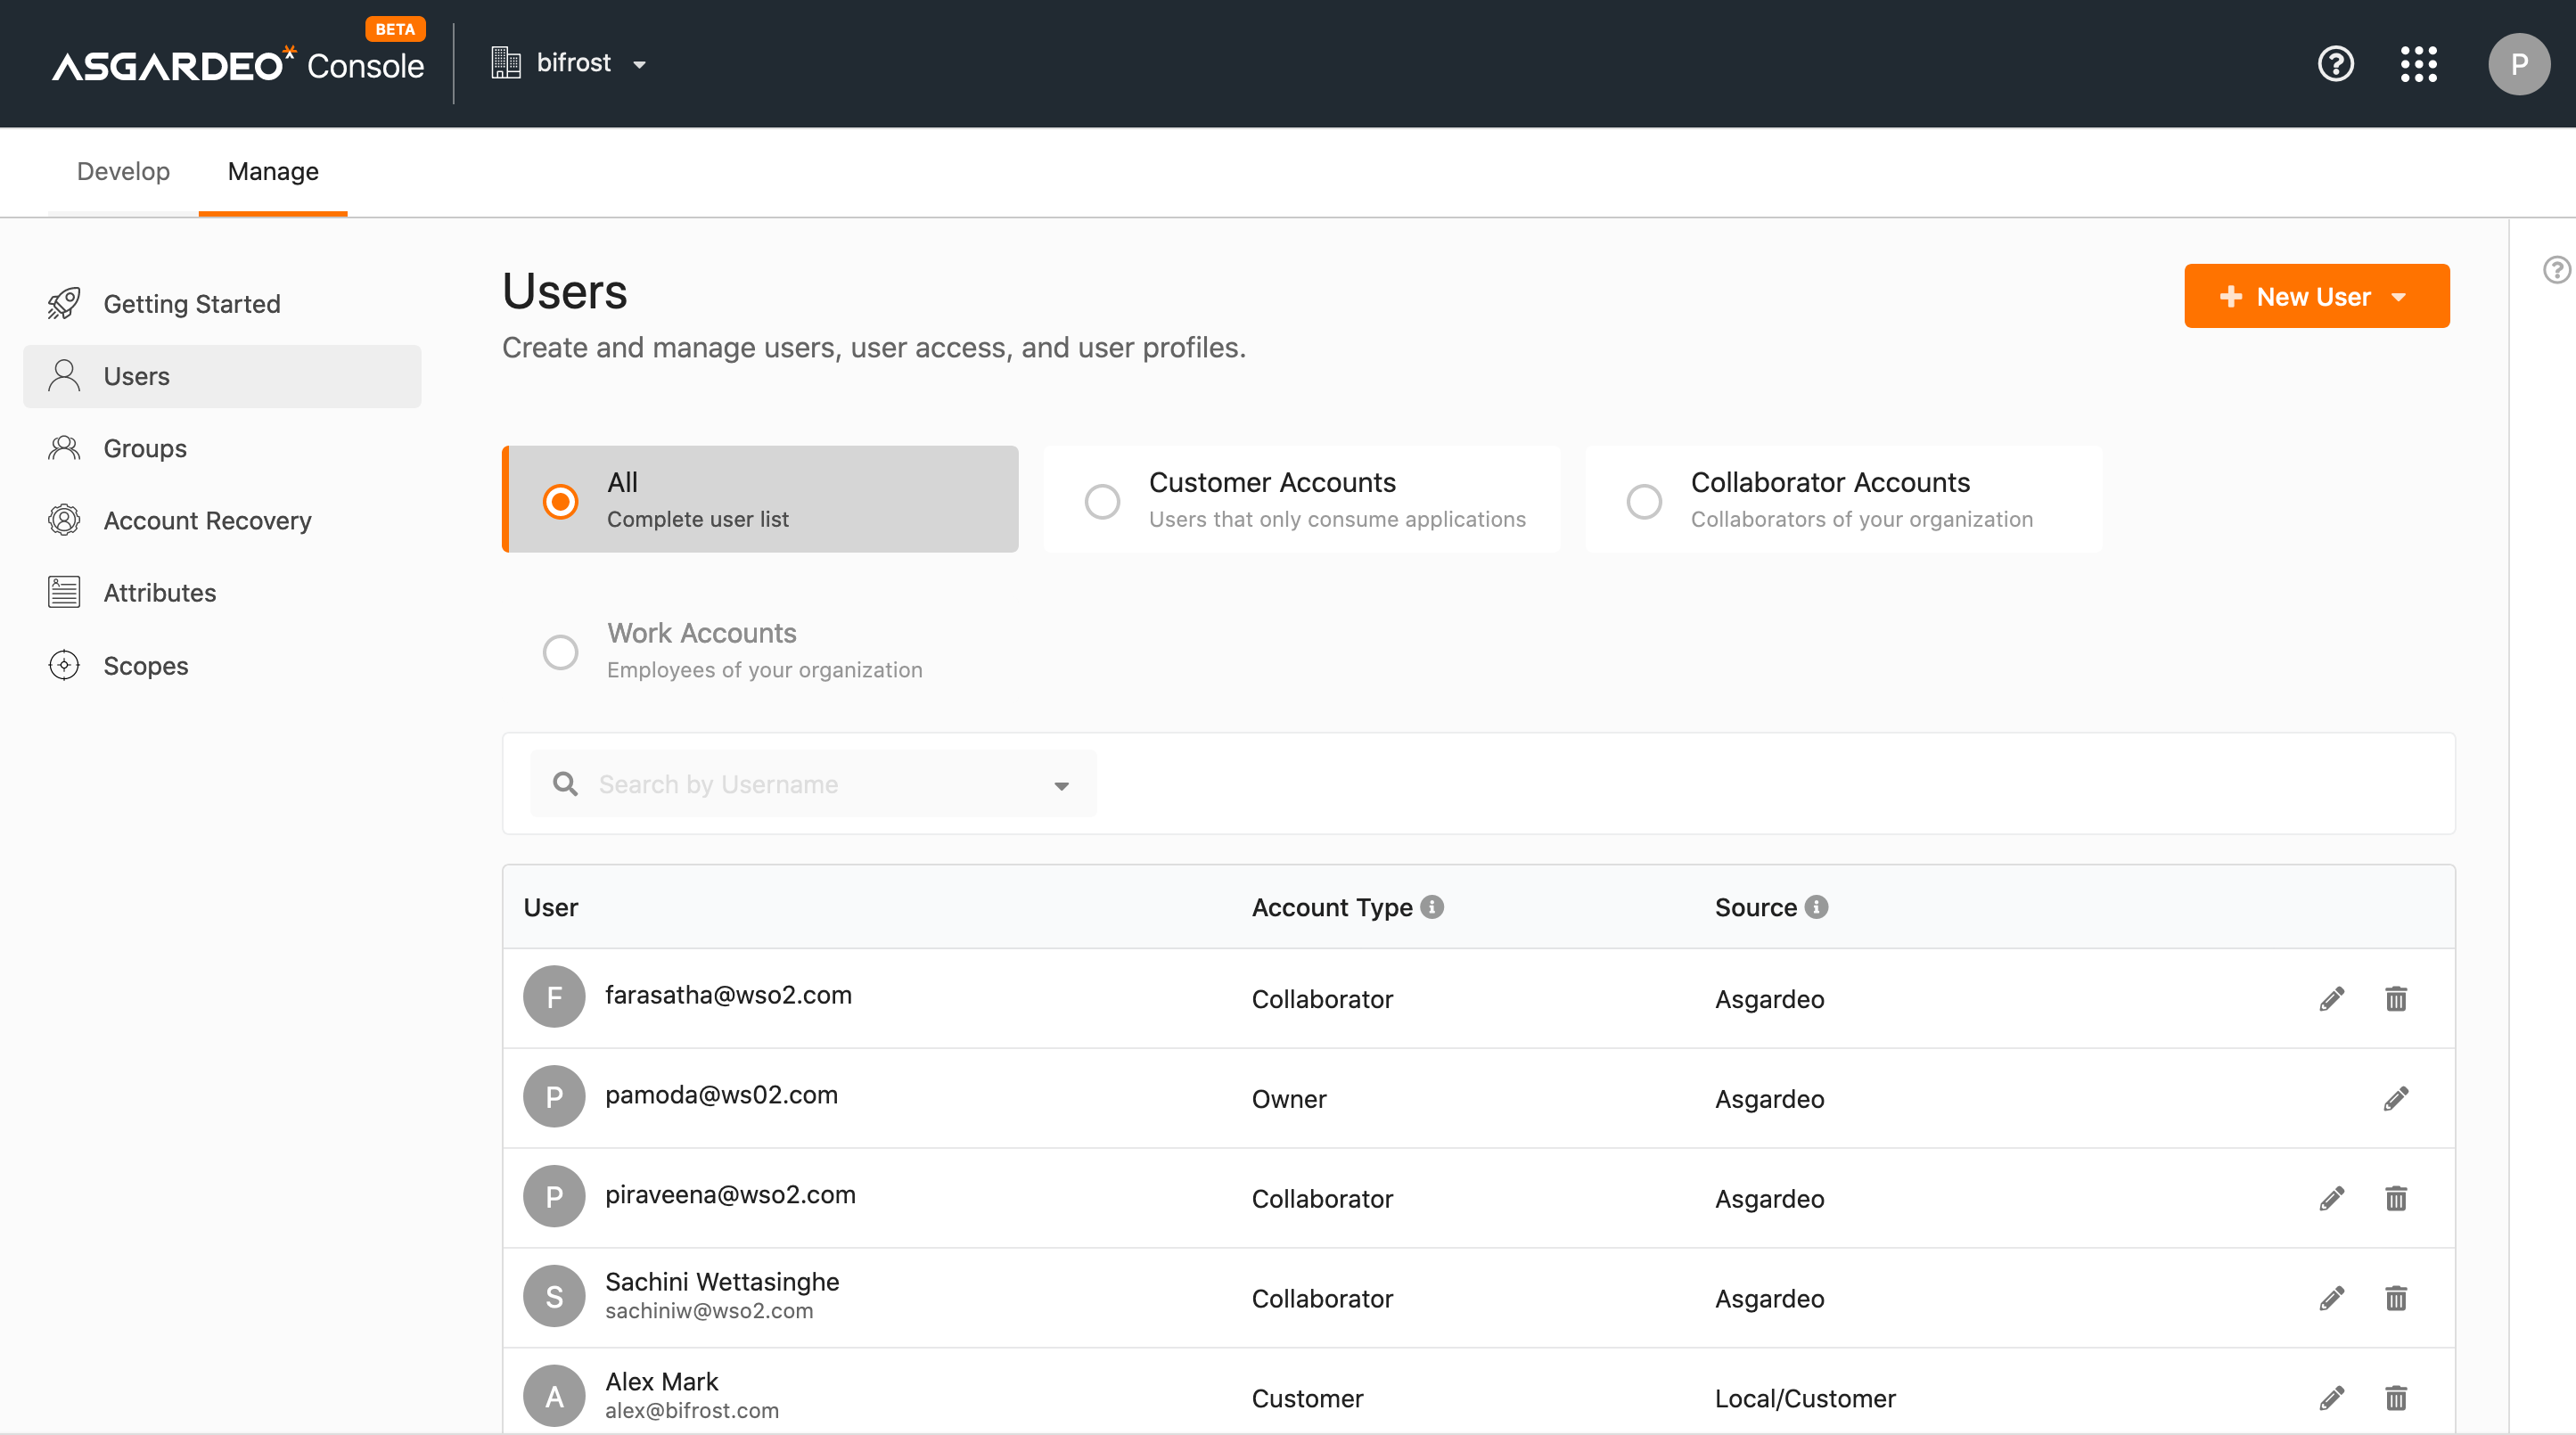 BETA
ASGARDEO Console
bifrost
P
Develop
Manage
Getting Started
Users
Groups
Account Recovery
Attributes
Scopes
Users
Create and manage users, user access, and user profiles.
New User
All
Complete user list
Customer Accounts
Users that only consume applications
Collaborator Accounts
Collaborators of your organization
Work Accounts
Employees of your organization
Search by Username
User Account Type Source
F farasatha@wso2.com Collaborator Asgardeo
P pamoda@ws02.com Owner Asgardeo
P piraveena@wso2.com Collaborator Asgardeo
S Sachini Wettasinghe
sachiniw@wso2.com
Collaborator Asgardeo
A Alex Mark
alex@bifrost.com
Customer Local/Customer